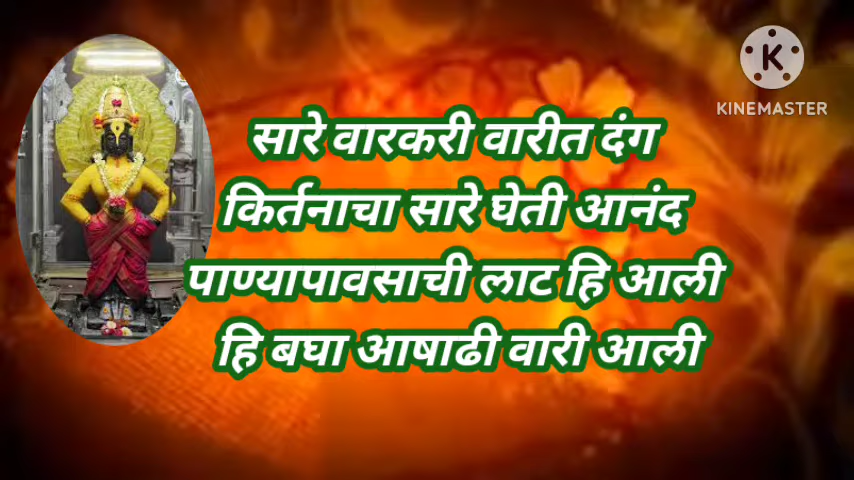 सारे वारकरी वारीत दंग
किर्तनाचा सारे घेती आनंद
पाण्यापावसाची लाट हि आली
हि बघा आषाढी वारी आली
KINEMASTER